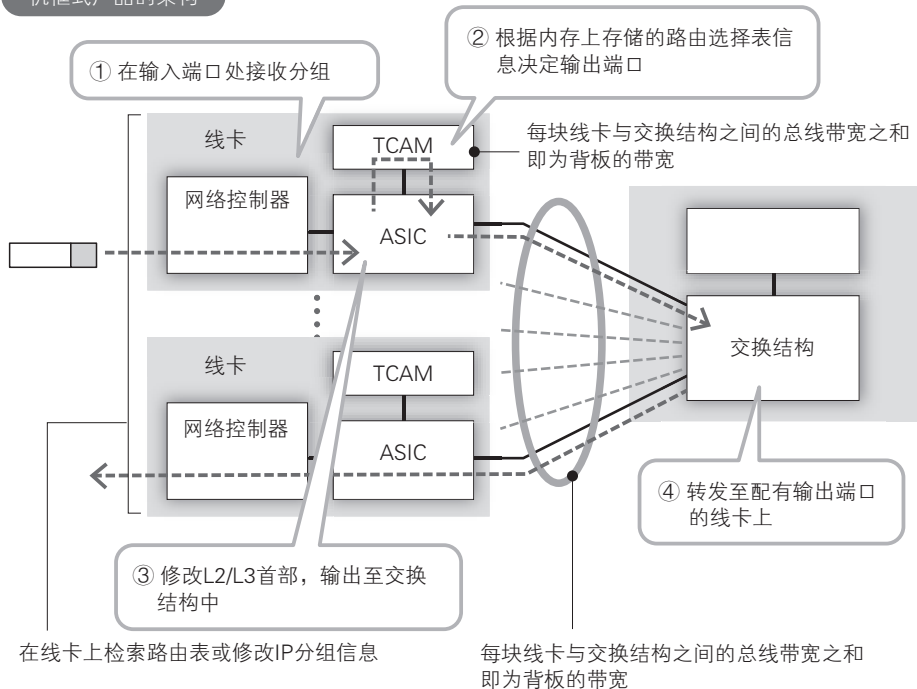 机框式产品的架构
② 根据内存上存储的路由选择表信
息决定输出端口
① 在输入端口处接收分组
每块线卡与交换结构之间的总线带宽之和
即为背板的带宽
线卡
TCAM
网络控制器
ASIC
交换结构
线卡
TCAM
网络控制器
ASIC
④ 转发至配有输出端口
的线卡上
③ 修改L2/L3首部，输出至交换
结构中
在线卡上检索路由表或修改IP分组信息
每块线卡与交换结构之间的总线带宽之和
即为背板的带宽